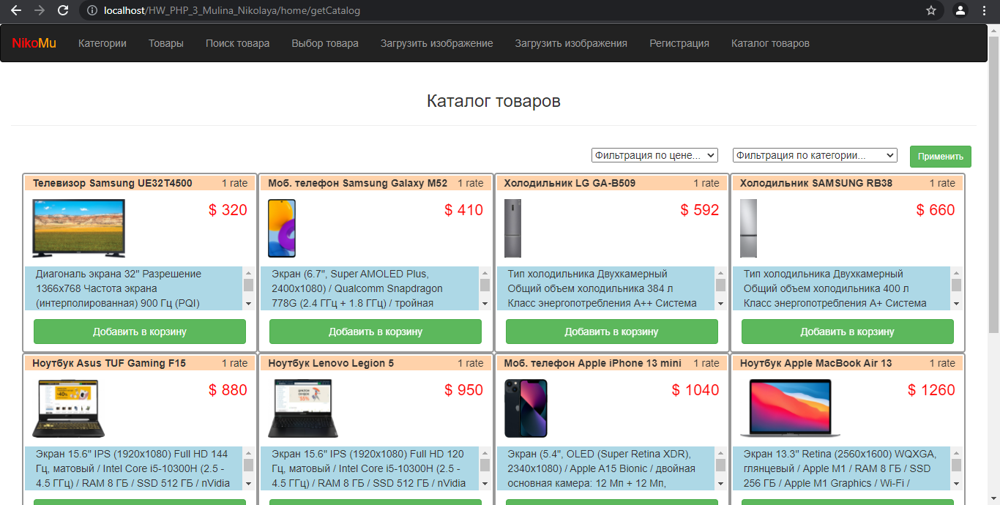 localhost/HW_PHP_3_Mulina_Nikolaya/home/getCatalog
NikoMu Категории Товары Поиск товара Выбор товара Загрузить изображение Загрузить изображения Регистрация Каталог товаров
Каталог товаров
Фильтрация по цене... Фильтрация по категории... Применить
Телевизор Samsung UE32T4500 1 rate
$ 320
Диагональ экрана 32" Разрешение
1366x768 Частота экрана
(интерполированная) 900 Гц (PQI)
Добавить в корзину
Моб. телефон Samsung Galaxy M52 1 rate
$ 410
Экран (6.7", Super AMOLED Plus,
2400x1080) / Qualcomm Snapdragon
778G (2.4 ГГц + 1.8 ГГц) / тройная
Добавить в корзину
Холодильник LG GA-B509 1 rate
$ 592
Тип холодильника Двухкамерный
Общий объем холодильника 384 л
Класс энергопотребления А++ Система
Добавить в корзину
Холодильник SAMSUNG RB38 1 rate
$ 660
Тип холодильника Двухкамерный
Общий объем холодильника 400 л
Класс энергопотребления А+ Система
Добавить в корзину
Ноутбук Asus TUF Gaming F15 1 rate
$ 880
Экран 15.6" IPS (1920x1080) Full HD 144
Гц, матовый / Intel Core i5-10300H (2.5 -
4.5 ГГц) / RAM 8 ГБ / SSD 512 ГБ / nVidia
Ноутбук Lenovo Legion 5 1 rate
$ 950
Экран 15.6" IPS (1920x1080) Full HD 120
Гц, матовый / Intel Core i5-10300H (2.5 -
4.5 ГГц) / RAM 8 ГБ / SSD 512 ГБ / nVidia
Моб. телефон Apple iPhone 13 mini 1 rate
$ 1040
Экран (5.4", OLED (Super Retina XDR),
2340x1080) / Apple A15 Bionic / двойная
основная камера: 12 Мп + 12 Мп,
Ноутбук Apple MacBook Air 13 1 rate
$ 1260
Экран 13.3" Retina (2560x1600) WQXGA,
глянцевый / Apple M1 / RAM 8 ГБ / SSD
256 ГБ / Apple M1 Graphics / Wi-Fi /